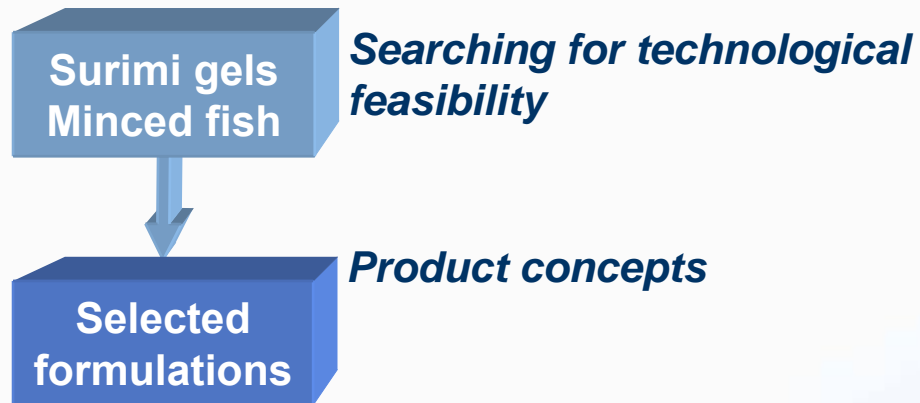 Surimi gels
Minced fish
Searching for technological
feasibility
Product concepts
Selected
formulations